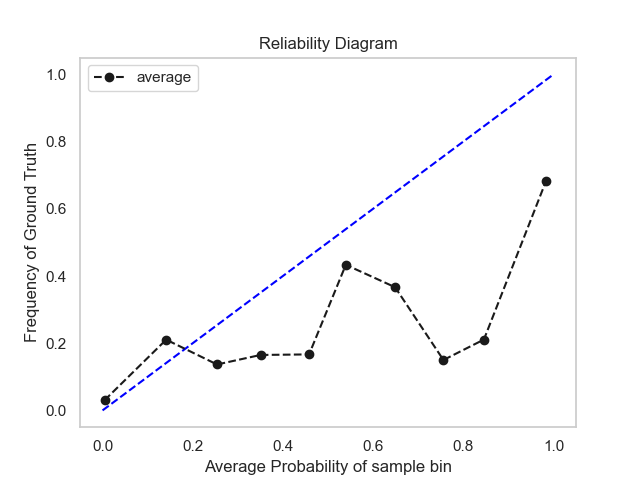 Reliability Diagram
average
Frequency of Ground Truth
1.0
0.8
0.6
0.4
0.2
0.0
0.0 0.2 0.4 0.6 0.8 1.0
Average Probability of sample bin